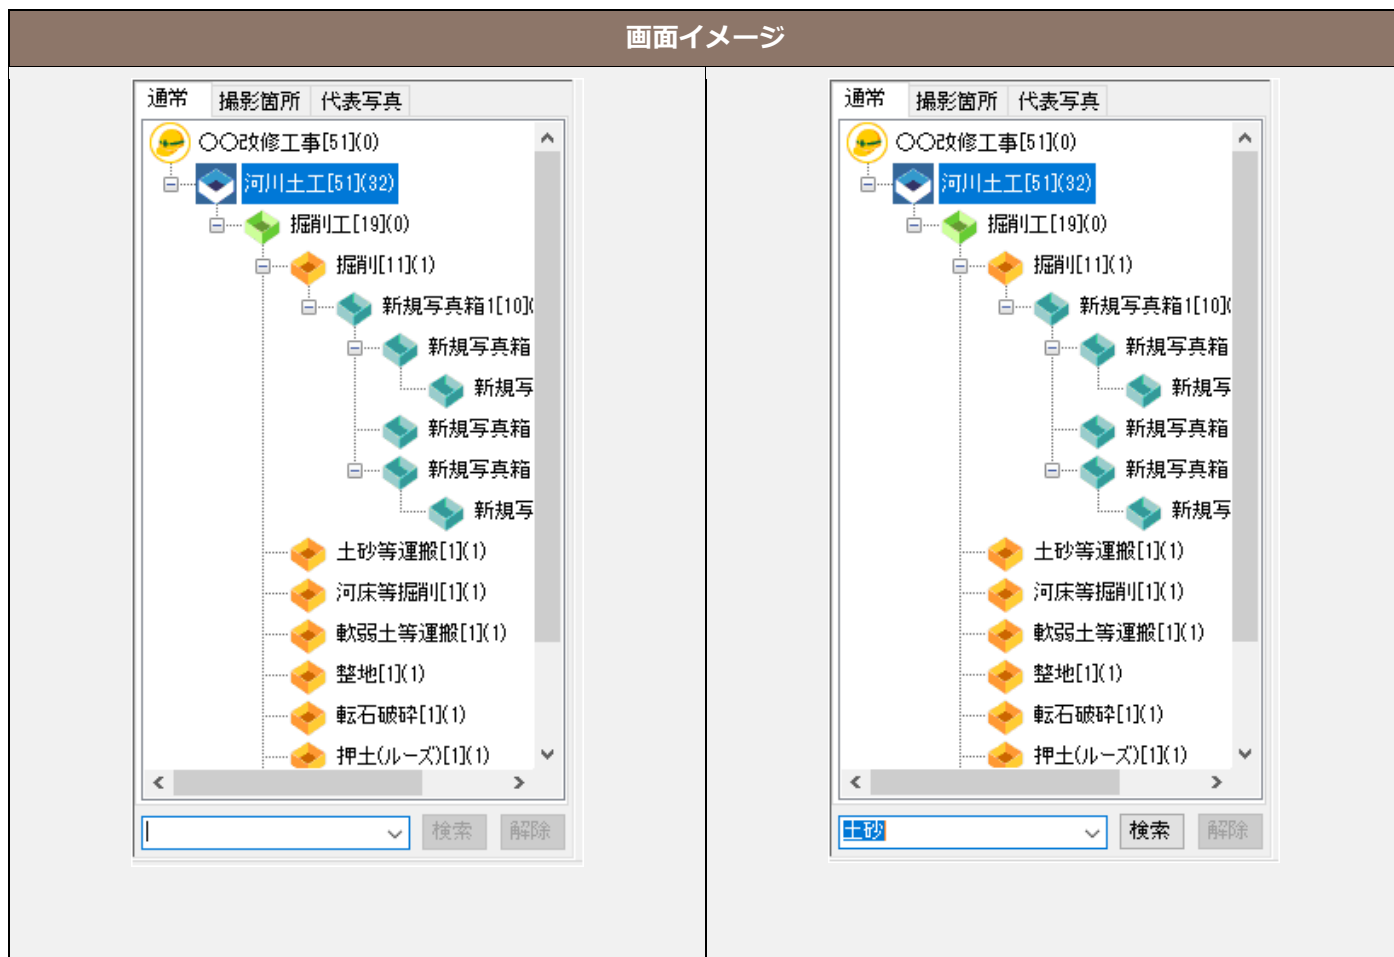 画面イメージ
通常 撮影箇所 代表写真
〇〇改修工事[51](0)
河川土工[51](32)
掘削工[19](0)
掘削[11](1)
新規写真箱1[10](
新規写真箱
新規写
新規写真箱
新規写真箱
新規写
土砂等運搬[1](1)
河床等掘削[1](1)
軟弱土等運搬[1](1)
整地[1](1)
転石破砕[1](1)
押土(ルーズ)[1](1)
検索 解除
通常 撮影箇所 代表写真
〇〇改修工事[51](0)
河川土工[51](32)
掘削工[19](0)
掘削[11](1)
新規写真箱1[10](
新規写真箱
新規写
新規写真箱
新規写真箱
新規写
土砂等運搬[1](1)
河床等掘削[1](1)
軟弱土等運搬[1](1)
整地[1](1)
転石破砕[1](1)
押土(ルーズ)[1](1)
土砂 検索 解除